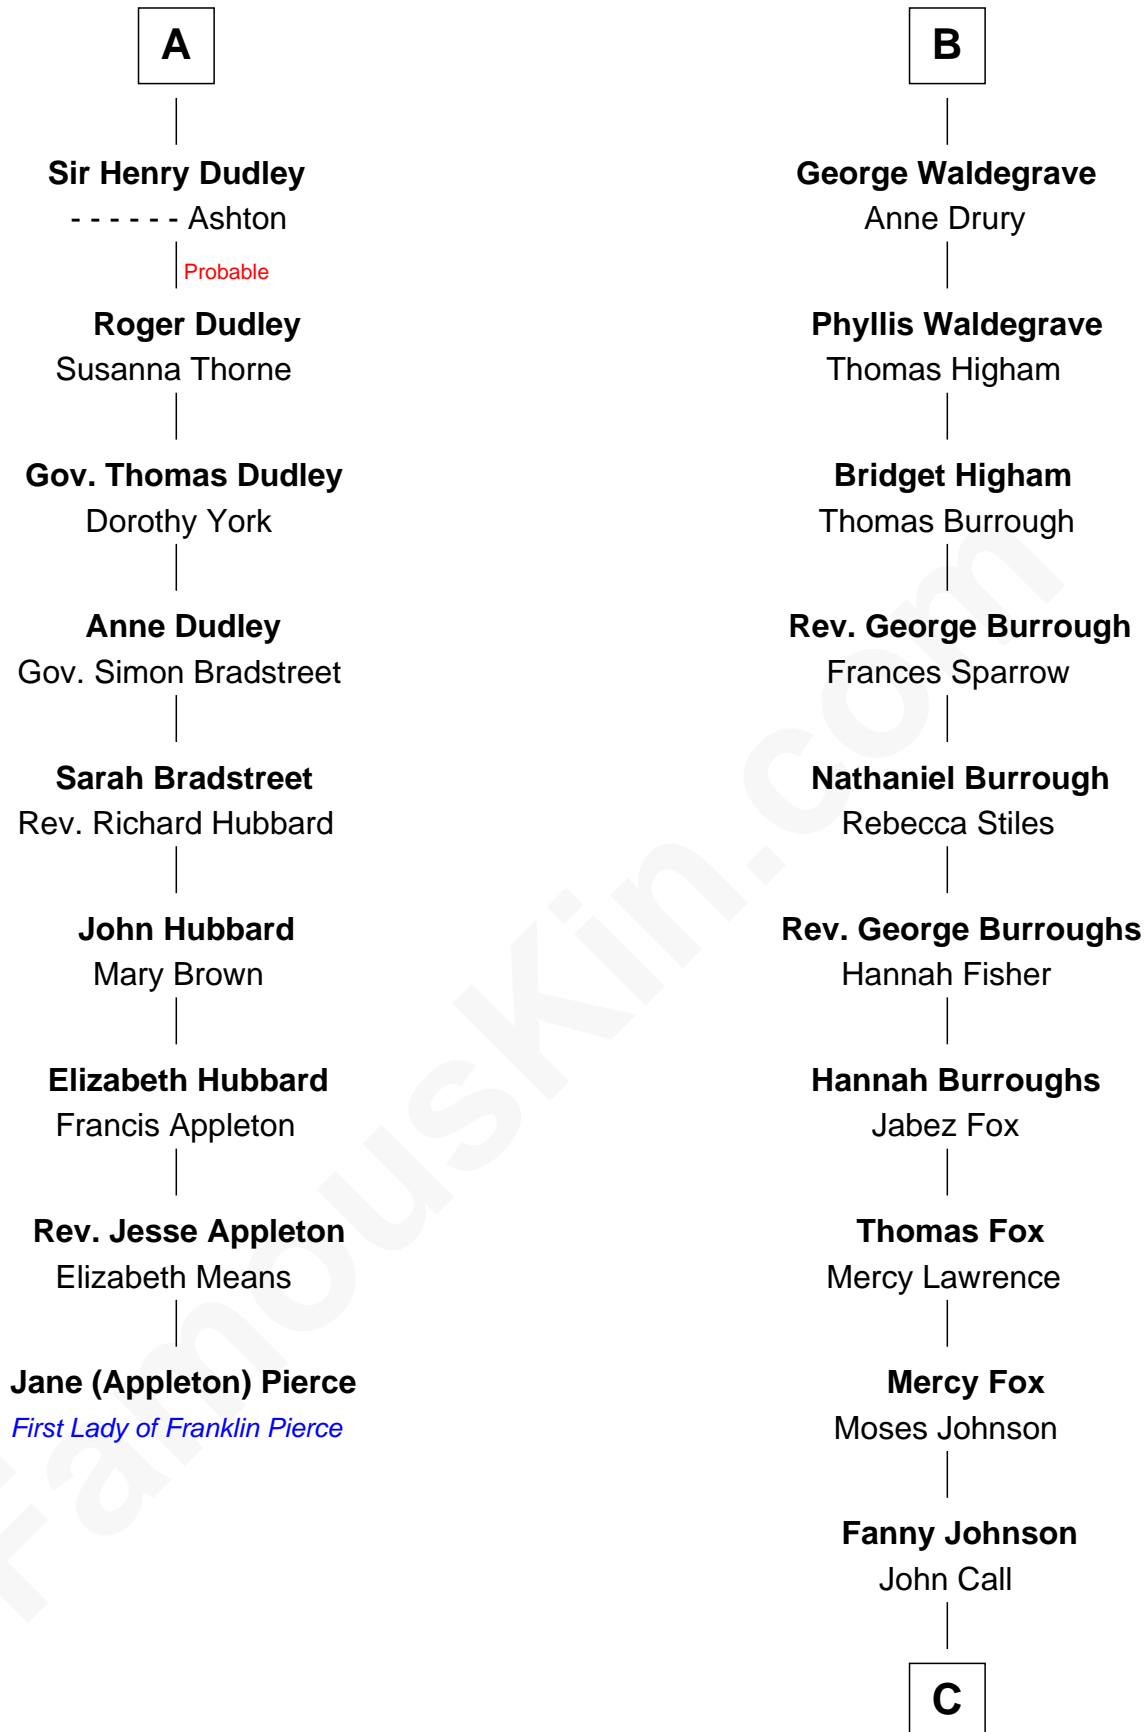 A
Sir Henry Dudley
- - - - - - Ashton
Probable
Roger Dudley
Susanna Thorne
Gov. Thomas Dudley
Dorothy York
Anne Dudley
Gov. Simon Bradstreet
Sarah Bradstreet
Rev. Richard Hubbard
John Hubbard
Mary Brown
Elizabeth Hubbard
Francis Appleton
Rev. Jesse Appleton
Elizabeth Means
Jane (Appleton) Pierce
First Lady of Franklin Pierce
B
George Waldegrave
Anne Drury
Phyllis Waldegrave
Thomas Higham
Bridget Higham
Thomas Burrough
Rev. George Burrough
Frances Sparrow
Nathaniel Burrough
Rebecca Stiles
Rev. George Burroughs
Hannah Fisher
Hannah Burroughs
Jabez Fox
Thomas Fox
Mercy Lawrence
Mercy Fox
Moses Johnson
Fanny Johnson
John Call
C
FamousKin.com